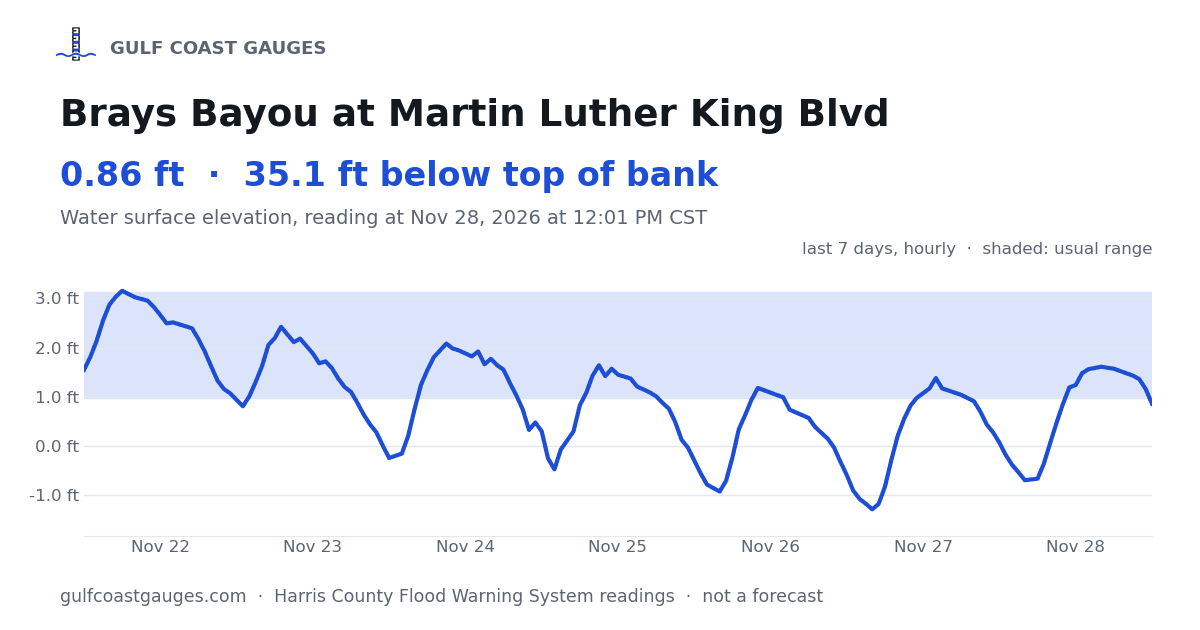 GULF COAST GAUGES
Brays Bayou at Martin Luther King Blvd
0.86 ft · 35.1 ft below top of bank
Water surface elevation, reading at Nov 28, 2026 at 12:01 PM CST
last 7 days, hourly · shaded: usual range
3.0 ft
2.0 ft
1.0 ft
0.0 ft
-1.0 ft
Nov 22 Nov 23 Nov 24 Nov 25 Nov 26 Nov 27 Nov 28
gulfcoastgauges.com · Harris County Flood Warning System readings · not a forecast